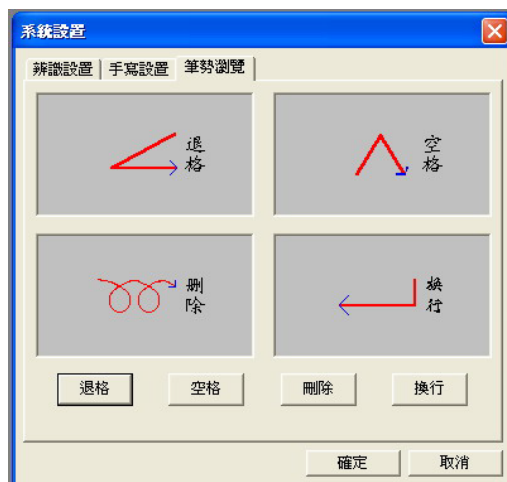 系統設置
辨識設置 手寫設置 筆勢瀏覽
退格
空格
刪除
換行
退格 空格 刪除 換行
確定 取消